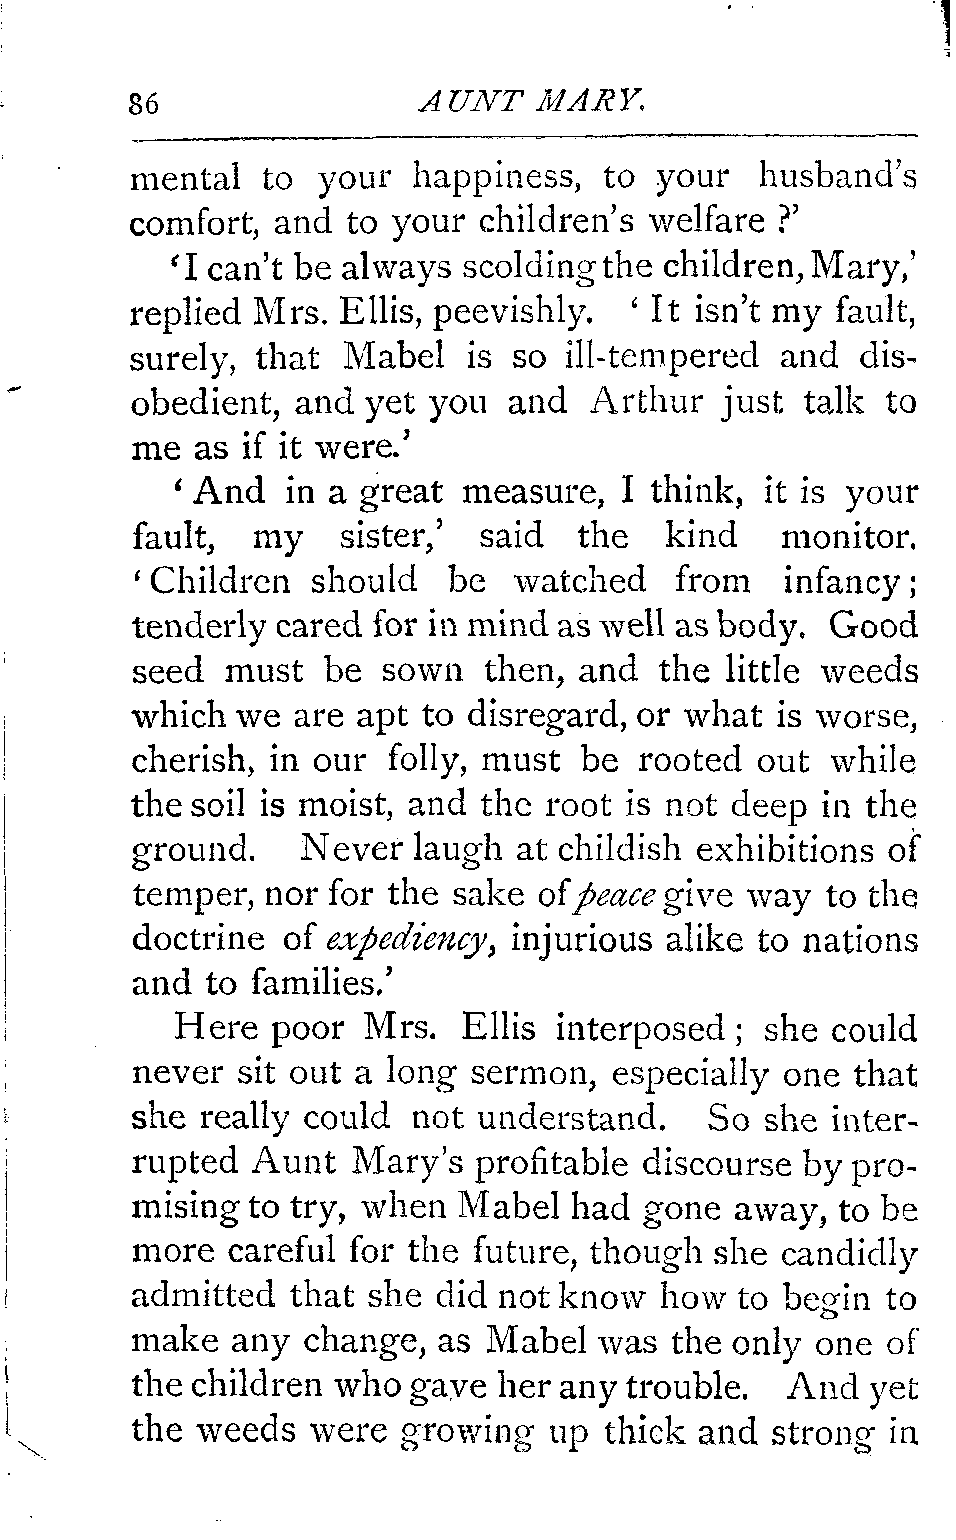 86 AUNT MARY.
mental to your happiness, to your husband's
comfort, and to your children's welfare ?'
'I can't be always scolding the children, Mary,'
replied Mrs. Ellis, peevishly. ' It isn't my fault,
surely, that Mabel is so ill-tempered and dis-
obedient, and yet you and Arthur just talk to
me as if it were.'
' And in a great measure, I think, it is your
fault, my sister,' said the kind monitor.
' Children should be watched from infancy ;
tenderly cared for in mind as well as body. Good
seed must be sown then, and the little weeds
which we are apt to disregard, or what is worse,
cherish, in our folly, must be rooted out while
the soil is moist, and the root is not deep in the
ground. Never laugh at childish exhibitions of
temper, nor for the sake of peace give way to the
doctrine of expediency, injurious alike to nations
and to families.'
Here poor Mrs. Ellis interposed ; she could
never sit out a long sermon, especially one that
she really could not understand. So she inter-
rupted Aunt Mary's profitable discourse by pro-
mising to try, when Mabel had gone away, to be
more careful for the future, though she candidly
admitted that she did not know how to begin to
make any change, as Mabel was the only one of
the children who gave her any trouble. And yet
the weeds were growing up thick and strong in